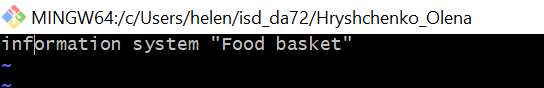 MINGW64:/c/Users/helen/isd_da72/Hryshchenko_Olena
information system "Food basket"
~
~